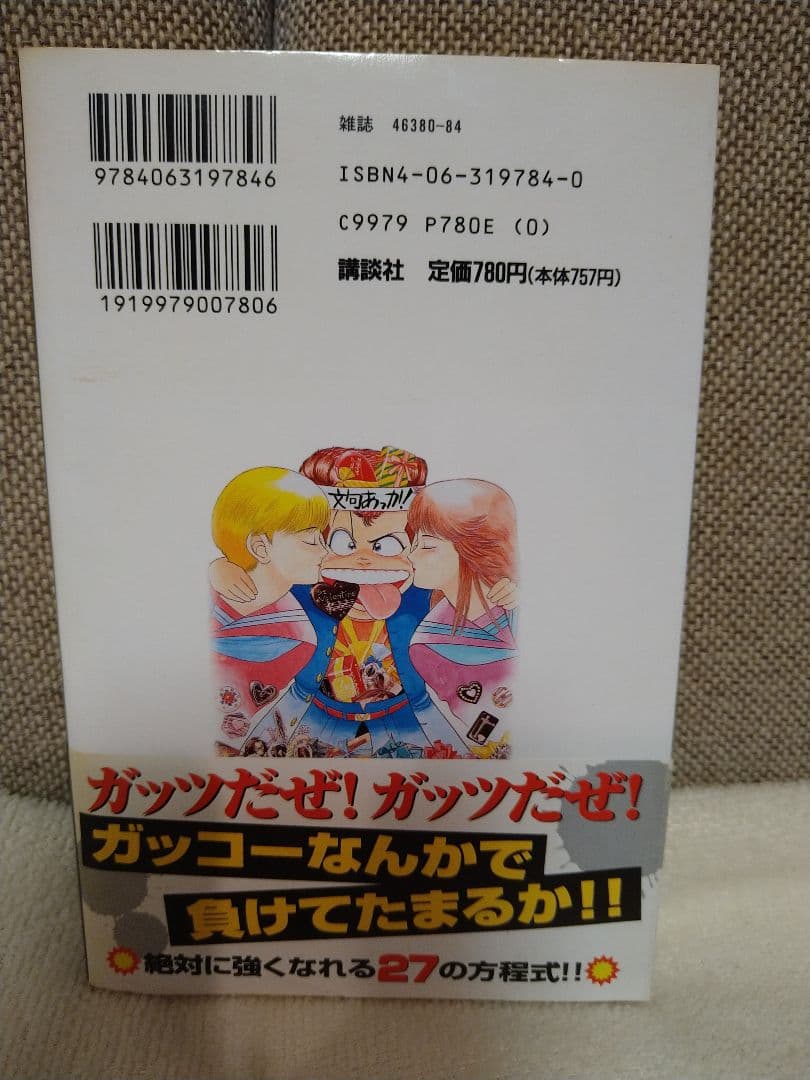 雑誌 46380-84
9784063197846
ISBN4-06-319784-0
C9979 P780E (0)
1919979007806
講談社 定価780円(本体757円)
文句あっか!!
Valentine
ガッツだぜ! ガッツだぜ!
ガッコーなんかで
負けてたまるか!!
絶対に強くなれる27の方程式!!